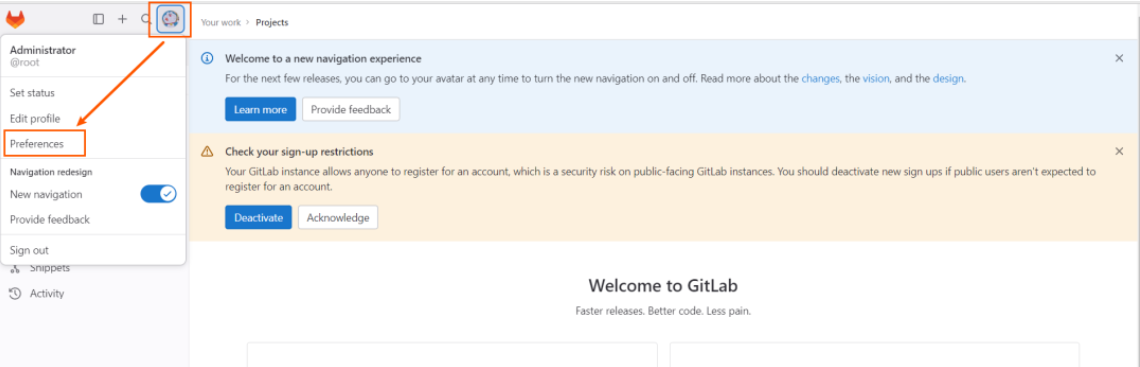 Your work > Projects
Administrator
@root
Set status
Edit profile
Preferences
Navigation redesign
New navigation
Provide feedback
Sign out
Snippets
Activity
Welcome to a new navigation experience
For the next few releases, you can go to your avatar at any time to turn the new navigation on and off. Read more about the changes, the vision, and the design.
Learn more
Provide feedback
Check your sign-up restrictions
Your GitLab instance allows anyone to register for an account, which is a security risk on public-facing GitLab instances. You should deactivate new sign ups if public users aren't expected to
register for an account.
Deactivate
Acknowledge
Welcome to GitLab
Faster releases. Better code. Less pain.